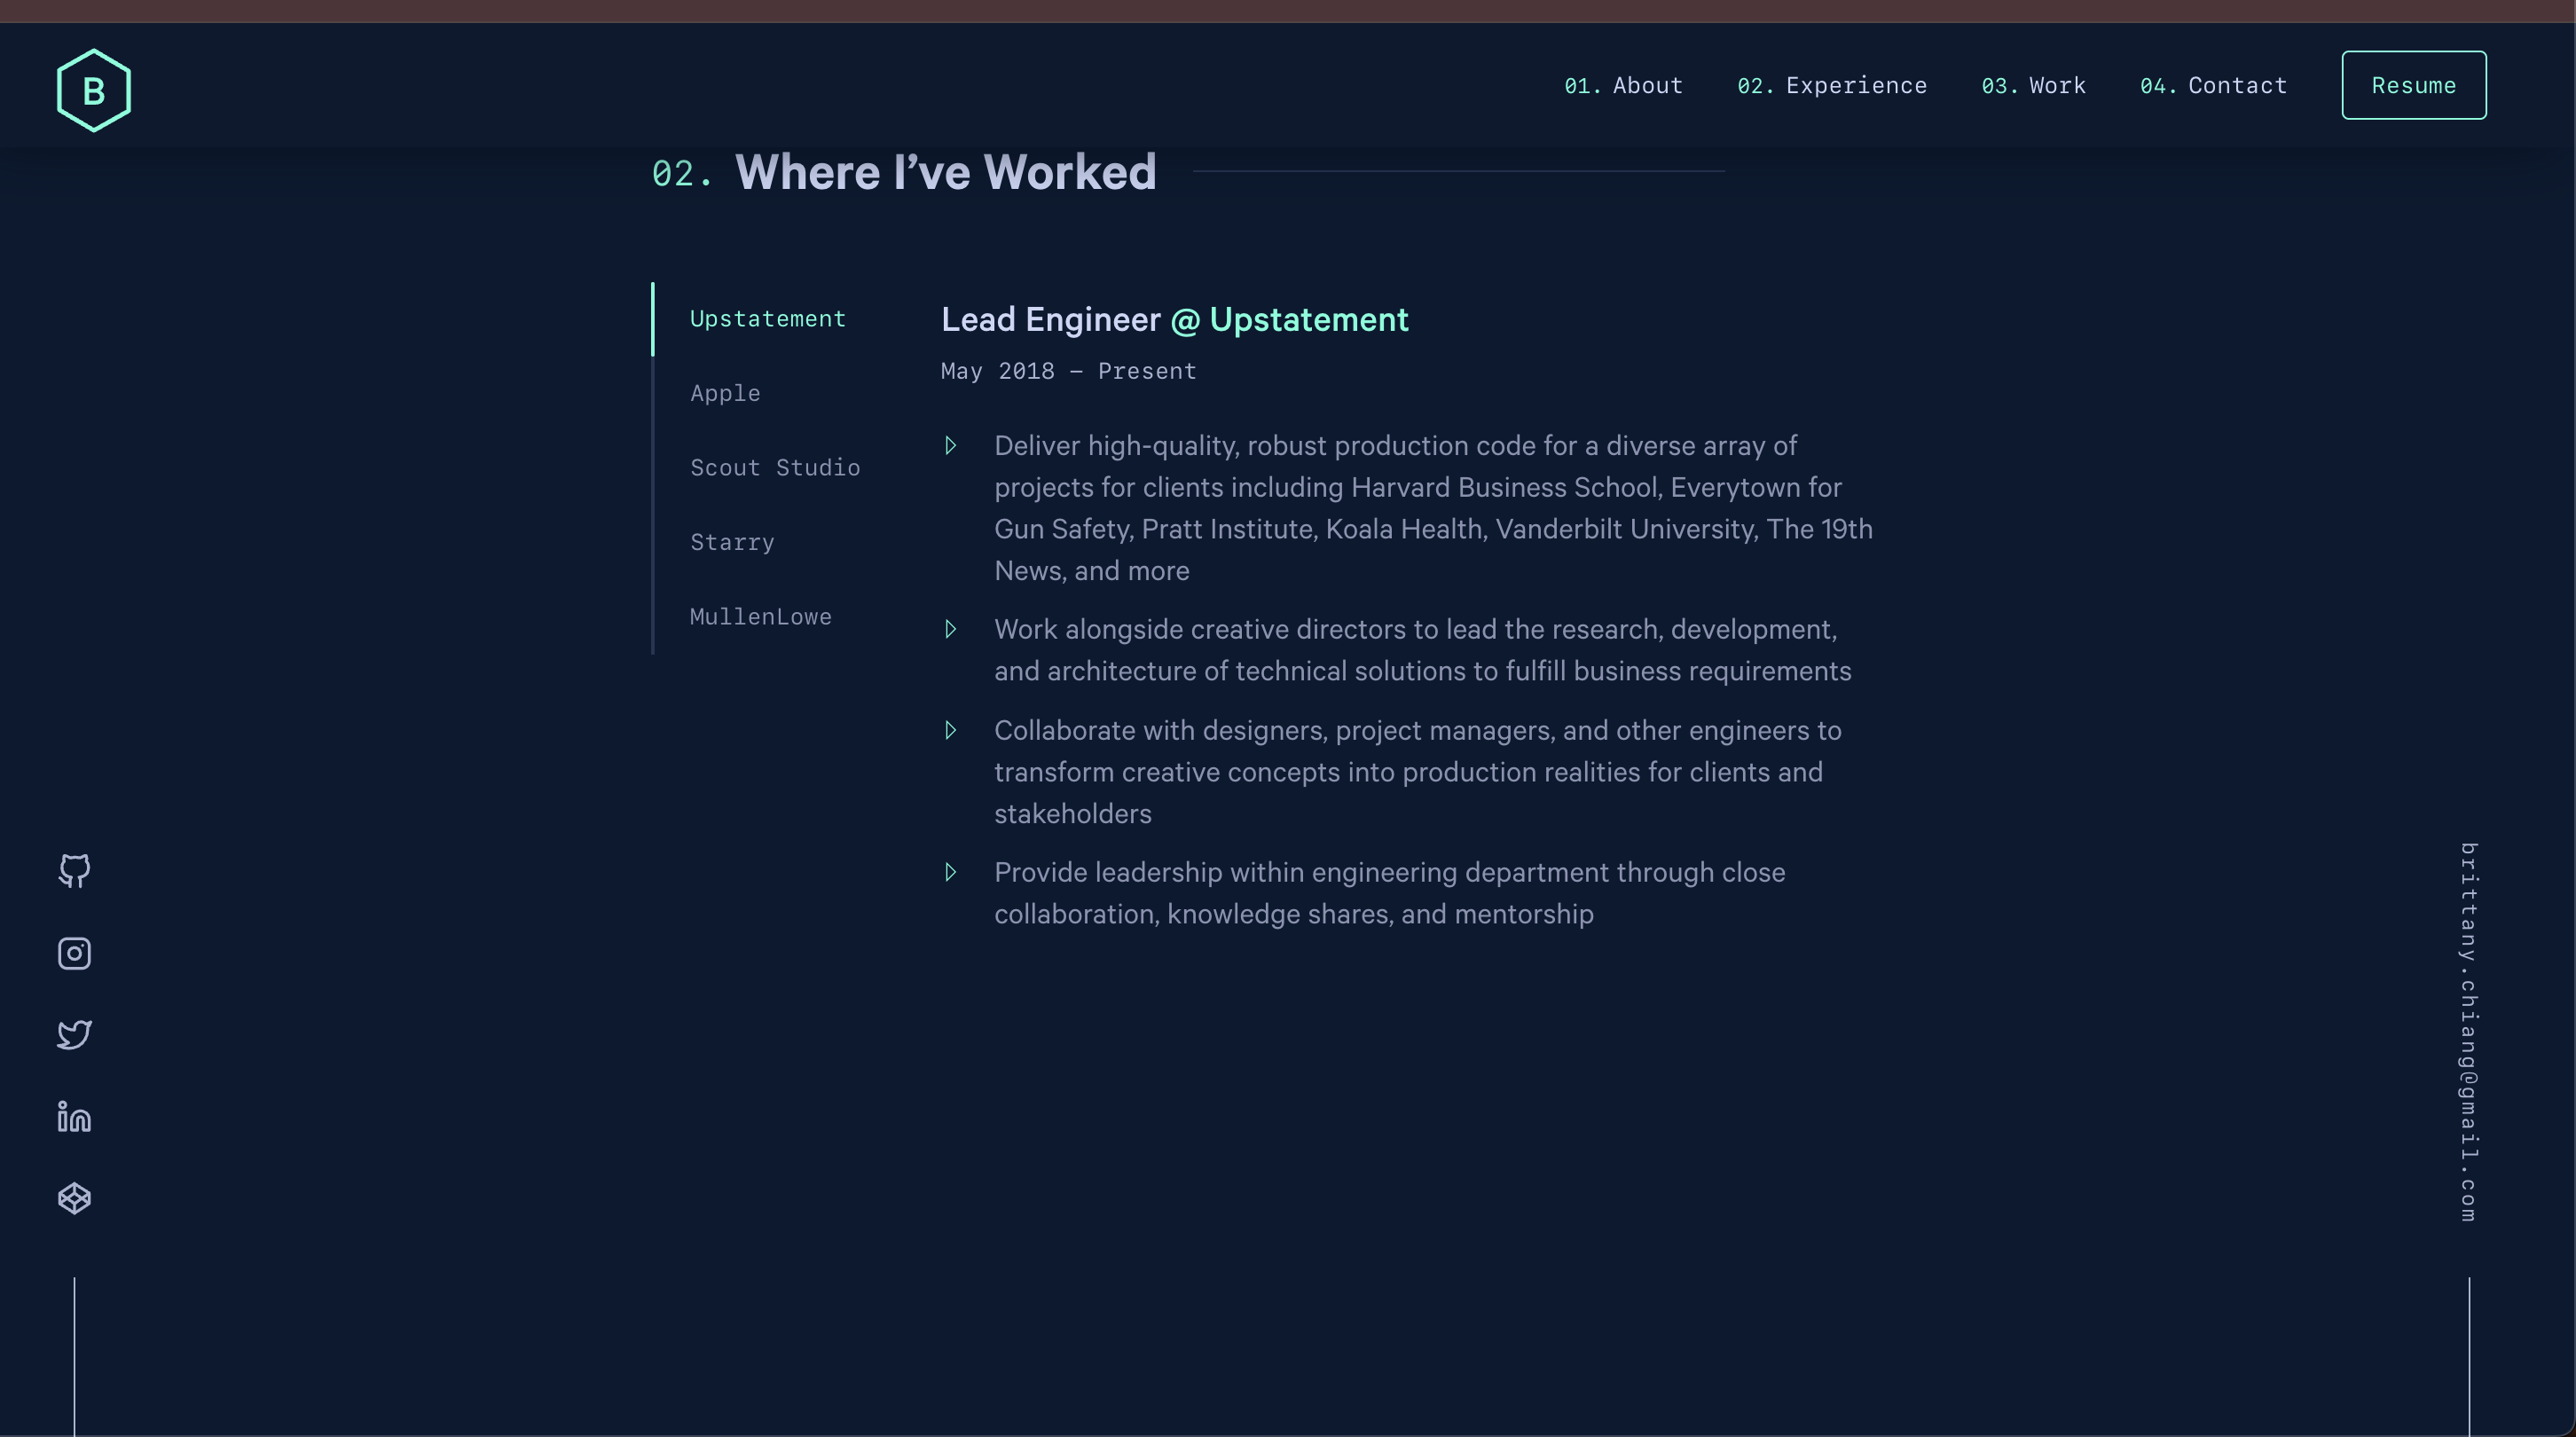 B
01. About
02. Experience
03. Work
04. Contact
Resume
02. Where I’ve Worked
Upstatement
Apple
Scout Studio
Starry
MullenLowe
Lead Engineer @ Upstatement
May 2018 — Present
Deliver high-quality, robust production code for a diverse array of
projects for clients including Harvard Business School, Everytown for
Gun Safety, Pratt Institute, Koala Health, Vanderbilt University, The 19th
News, and more
Work alongside creative directors to lead the research, development,
and architecture of technical solutions to fulfill business requirements
Collaborate with designers, project managers, and other engineers to
transform creative concepts into production realities for clients and
stakeholders
Provide leadership within engineering department through close
collaboration, knowledge shares, and mentorship
in
brittany.chiang@gmail.com